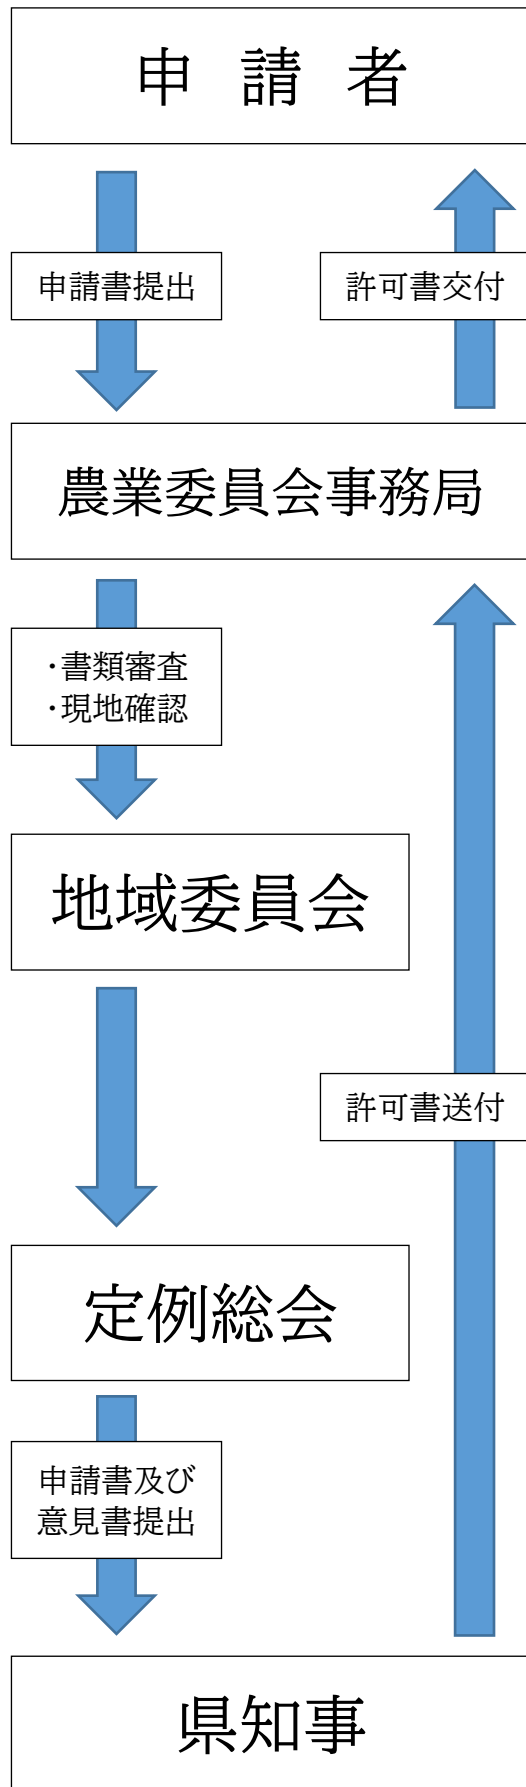 申 請 者
申請書提出
許可書交付
農業委員会事務局
・書類審査
・現地確認
地域委員会
許可書送付
定例総会
申請書及び
意見書提出
県知事